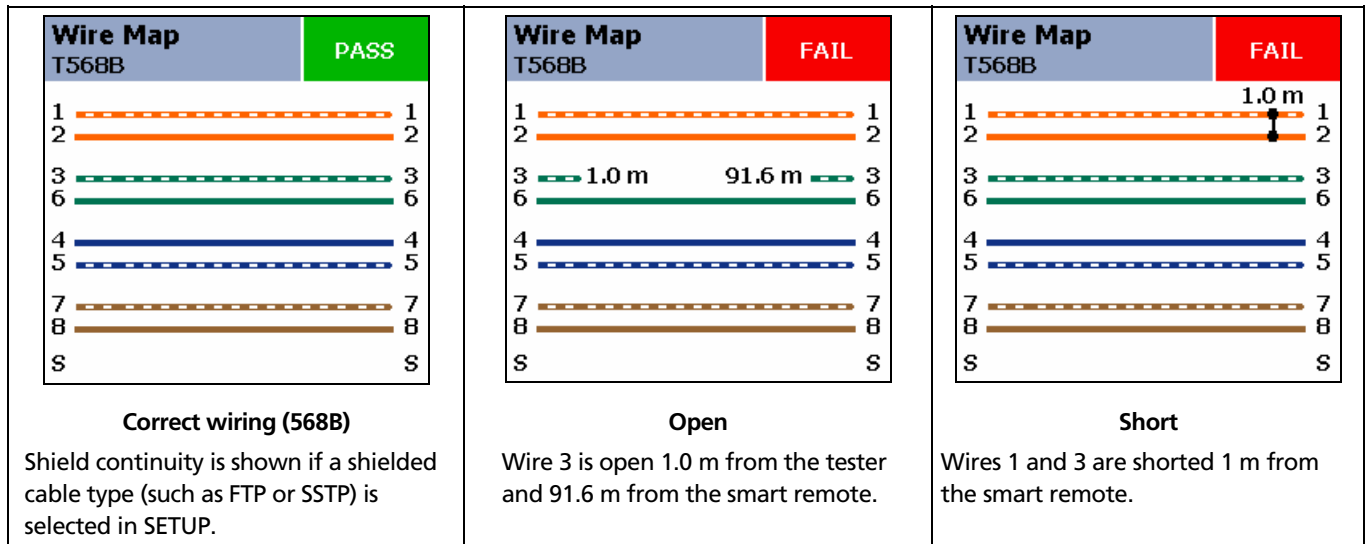 Wire Map
T568B
PASS
1 1
2 2
3 3
6 6
4 4
5 5
7 7
8 8
S S
Correct wiring (568B)
Shield continuity is shown if a shielded
cable type (such as FTP or SSTP) is
selected in SETUP.
Wire Map
T568B
FAIL
1 1
2 2
3 1.0 m 91.6 m 3
6 6
4 4
5 5
7 7
8 8
S S
Open
Wire 3 is open 1.0 m from the tester
and 91.6 m from the smart remote.
Wire Map
T568B
FAIL
1.0 m
1 1
2 2
3 3
6 6
4 4
5 5
7 7
8 8
S S
Short
Wires 1 and 3 are shorted 1 m from
the smart remote.